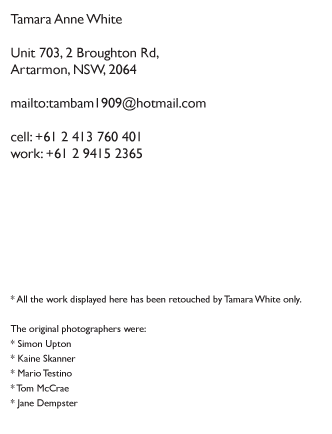 Tamara Anne White
Unit 703, 2 Broughton Rd,
Artarmon, NSW, 2064
mailto:tambam1909@hotmail.com
cell: +61 2 413 760 401
work: +61 2 9415 2365
* All the work displayed here has been retouched by Tamara White only.
The original photographers were:
* Simon Upton
* Kaine Skanner
* Mario Testino
* Tom McCrae
* Jane Dempster